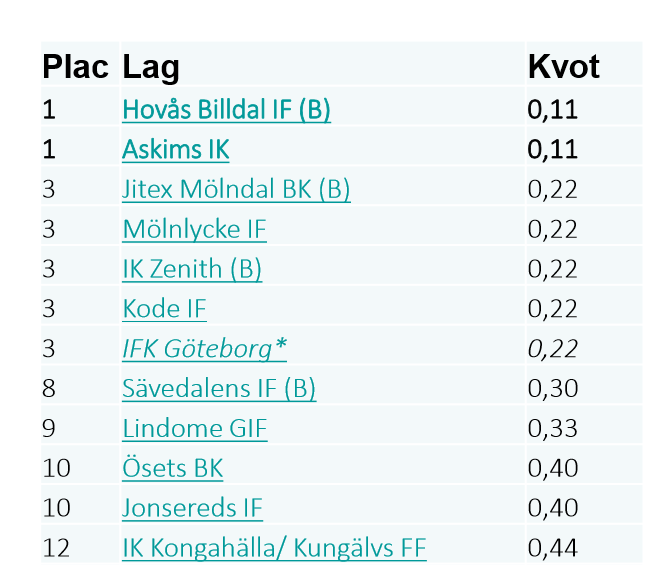 Plac Lag Kvot
1 Hovås Billdal IF (B) 0,11
1 Askims IK 0,11
3 Jitex Mölndal BK (B) 0,22
3 Mölnlycke IF 0,22
3 IK Zenith (B) 0,22
3 Kode IF 0,22
3 IFK Göteborg* 0,22
8 Sävedalens IF (B) 0,30
9 Lindome GIF 0,33
10 Ösets BK 0,40
10 Jonsereds IF 0,40
12 IK Kongahälla/ Kungälvs FF 0,44